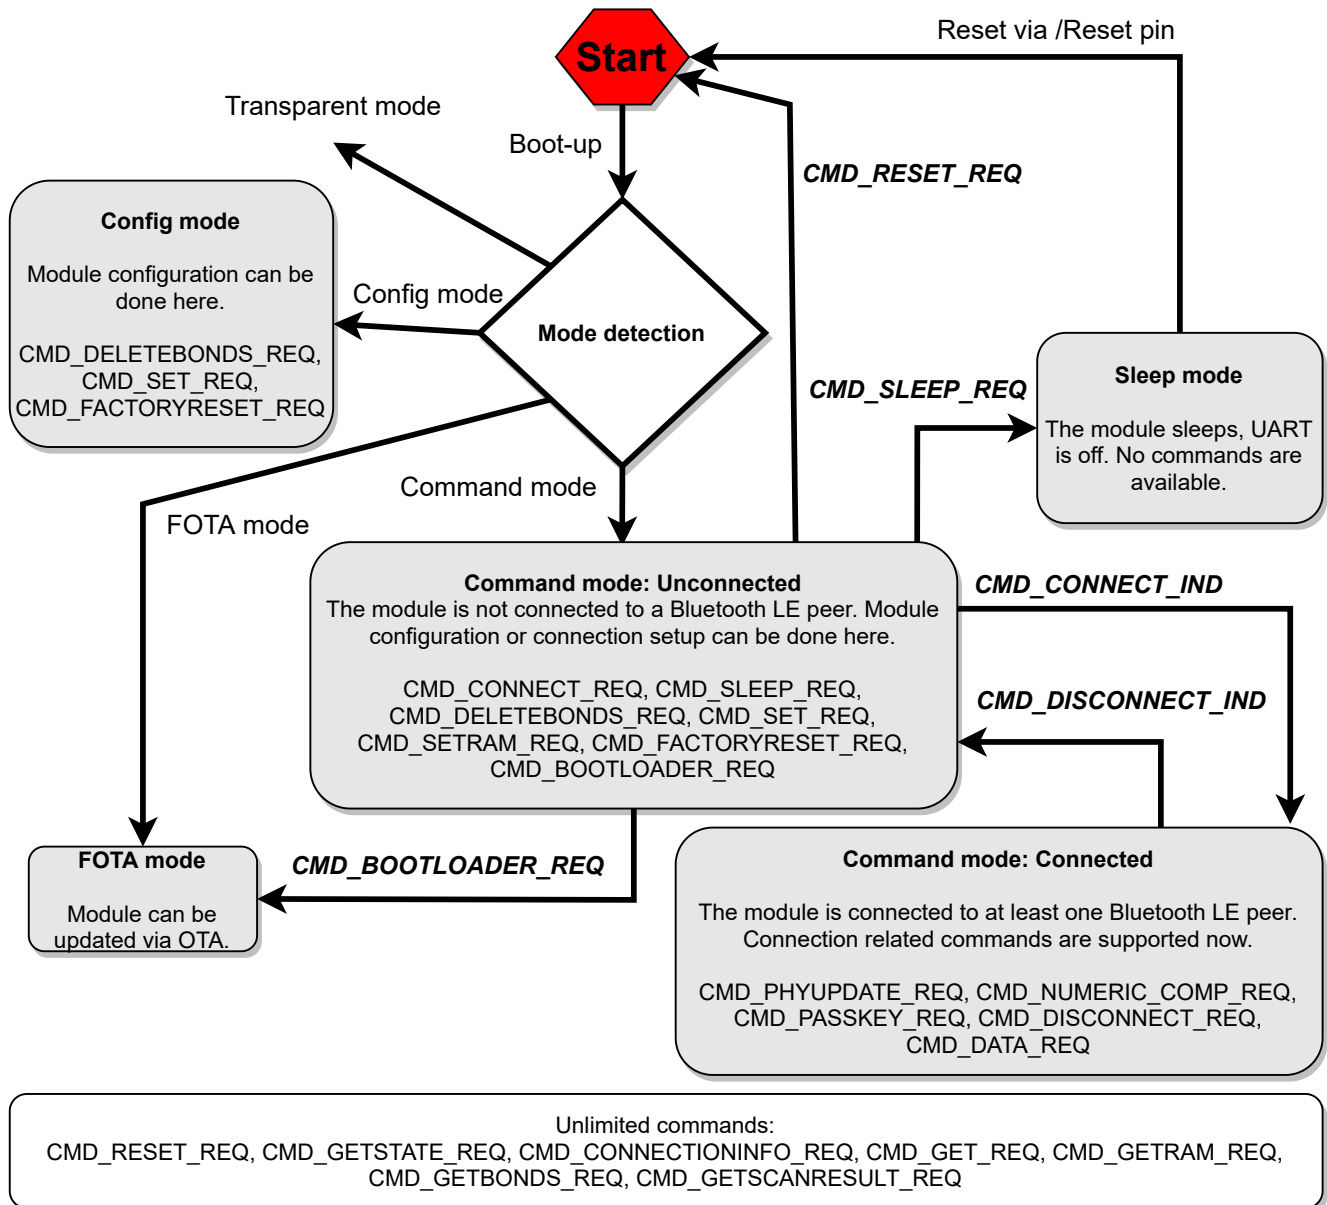 Start
Reset via /Reset pin
Transparent mode
Boot-up
CMD_RESET_REQ
Config mode
Module configuration can be
done here.
CMD_DELETEBONDS_REQ,
CMD_SET_REQ,
CMD_FACTORYRESET_REQ
Config mode
Mode detection
CMD_SLEEP_REQ
Sleep mode
The module sleeps, UART
is off. No commands are
available.
Command mode
FOTA mode
Command mode: Unconnected
The module is not connected to a Bluetooth LE peer. Module
configuration or connection setup can be done here.
CMD_CONNECT_REQ, CMD_SLEEP_REQ,
CMD_DELETEBONDS_REQ, CMD_SET_REQ,
CMD_SETRAM_REQ, CMD_FACTORYRESET_REQ,
CMD_BOOTLOADER_REQ
CMD_CONNECT_IND
CMD_DISCONNECT_IND
FOTA mode
Module can be
updated via OTA.
CMD_BOOTLOADER_REQ
Command mode: Connected
The module is connected to at least one Bluetooth LE peer.
Connection related commands are supported now.
CMD_PHYUPDATE_REQ, CMD_NUMERIC_COMP_REQ,
CMD_PASSKEY_REQ, CMD_DISCONNECT_REQ,
CMD_DATA_REQ
Unlimited commands:
CMD_RESET_REQ, CMD_GETSTATE_REQ, CMD_CONNECTIONINFO_REQ, CMD_GET_REQ, CMD_GETRAM_REQ,
CMD_GETBONDS_REQ, CMD_GETSCANRESULT_REQ